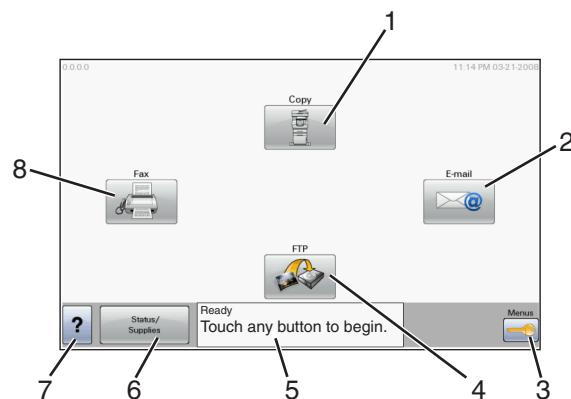 1
0.0.0.0
11:14 PM 03-21-2008
Copy
2
8
Fax
E-mail
@
FTP
Ready
Menus
?
Status/
Supplies
Touch any button to begin.
7
6
5
4
3